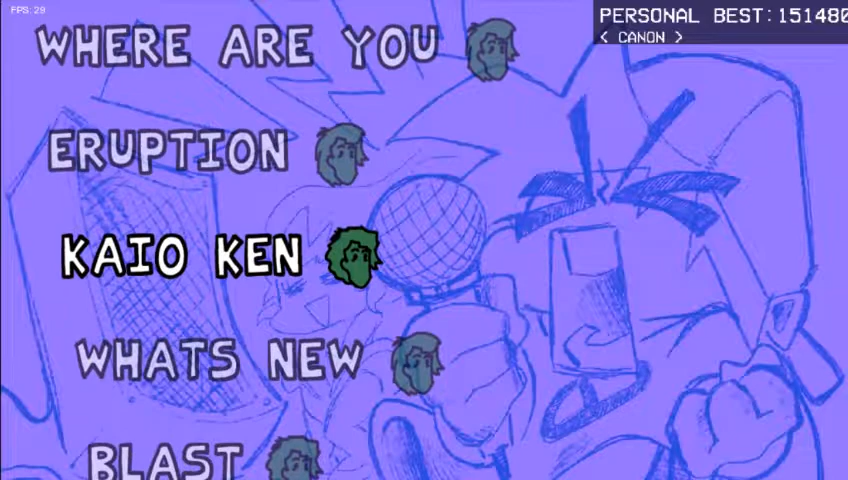 FPS: 29
PERSONAL BEST:151480
< CANON >
WHERE ARE YOU
ERUPTION
KAIO KEN
WHATS NEW
BLAST